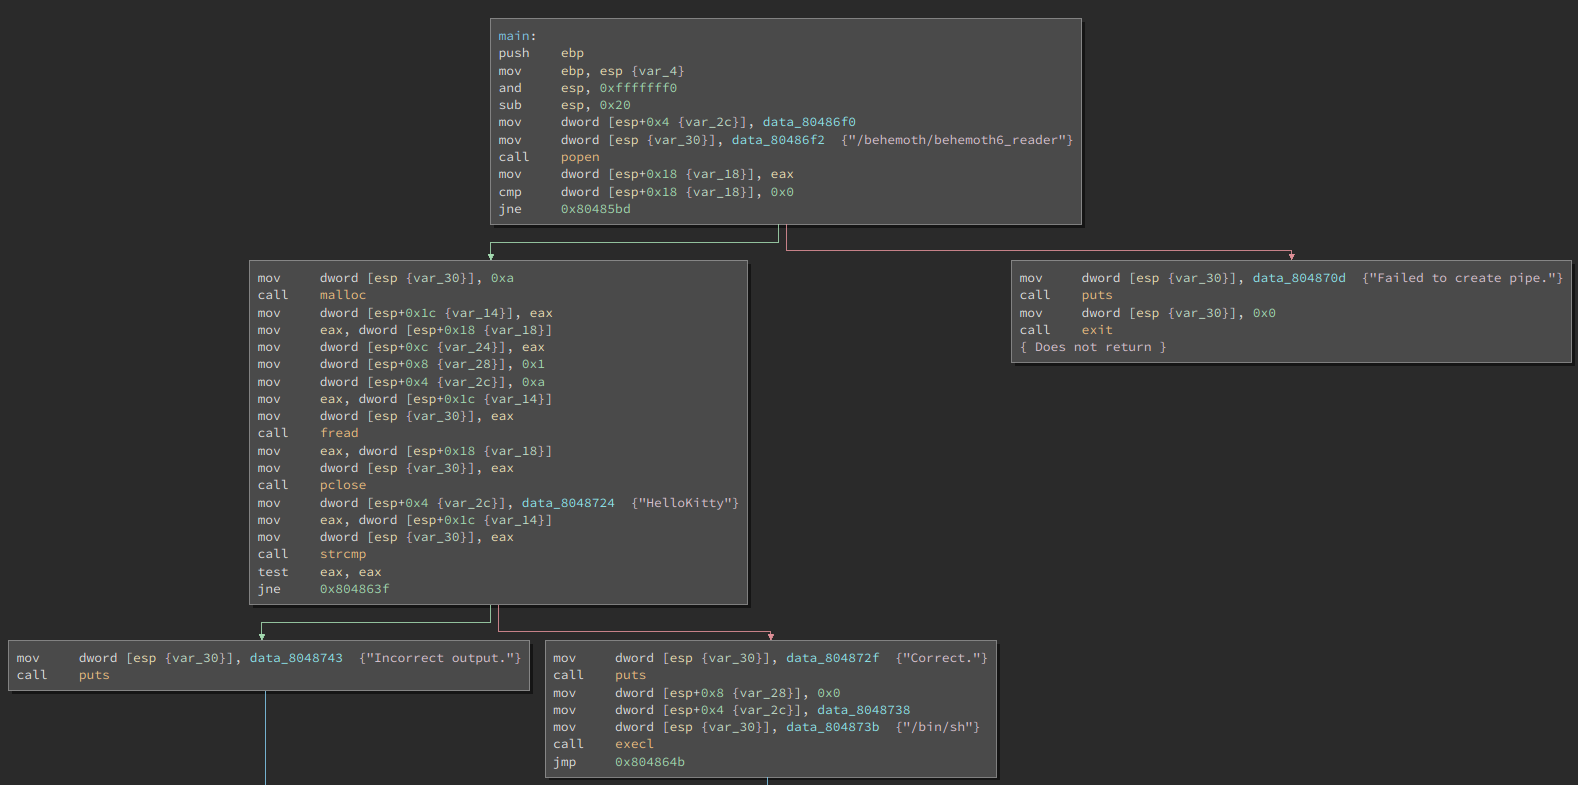 main:
push ebp
mov ebp, esp {var_4}
and esp, 0xfffffff0
sub esp, 0x20
mov dword [esp+0x4 {var_2c}], data_80486f0
mov dword [esp {var_30}], data_80486f2 {"/behemoth/behemoth6_reader"}
call popen
mov dword [esp+0x18 {var_18}], eax
cmp dword [esp+0x18 {var_18}], 0x0
jne 0x80485bd
mov dword [esp {var_30}], 0xa
call malloc
mov dword [esp+0x1c {var_14}], eax
mov eax, dword [esp+0x18 {var_18}]
mov dword [esp+0xc {var_24}], eax
mov dword [esp+0x8 {var_28}], 0x1
mov dword [esp+0x4 {var_2c}], 0xa
mov eax, dword [esp+0x1c {var_14}]
mov dword [esp {var_30}], eax
call fread
mov eax, dword [esp+0x18 {var_18}]
mov dword [esp {var_30}], eax
call pclose
mov dword [esp+0x4 {var_2c}], data_8048724 {"HelloKitty"}
mov eax, dword [esp+0x1c {var_14}]
mov dword [esp {var_30}], eax
call strcmp
test eax, eax
jne 0x804863f
mov dword [esp {var_30}], data_804870d {"Failed to create pipe."}
call puts
mov dword [esp {var_30}], 0x0
call exit
{ Does not return }
mov dword [esp {var_30}], data_8048743 {"Incorrect output."}
call puts
mov dword [esp {var_30}], data_804872f {"Correct."}
call puts
mov dword [esp+0x8 {var_28}], 0x0
mov dword [esp+0x4 {var_2c}], data_8048738
mov dword [esp {var_30}], data_804873b {"/bin/sh"}
call execl
jmp 0x804864b